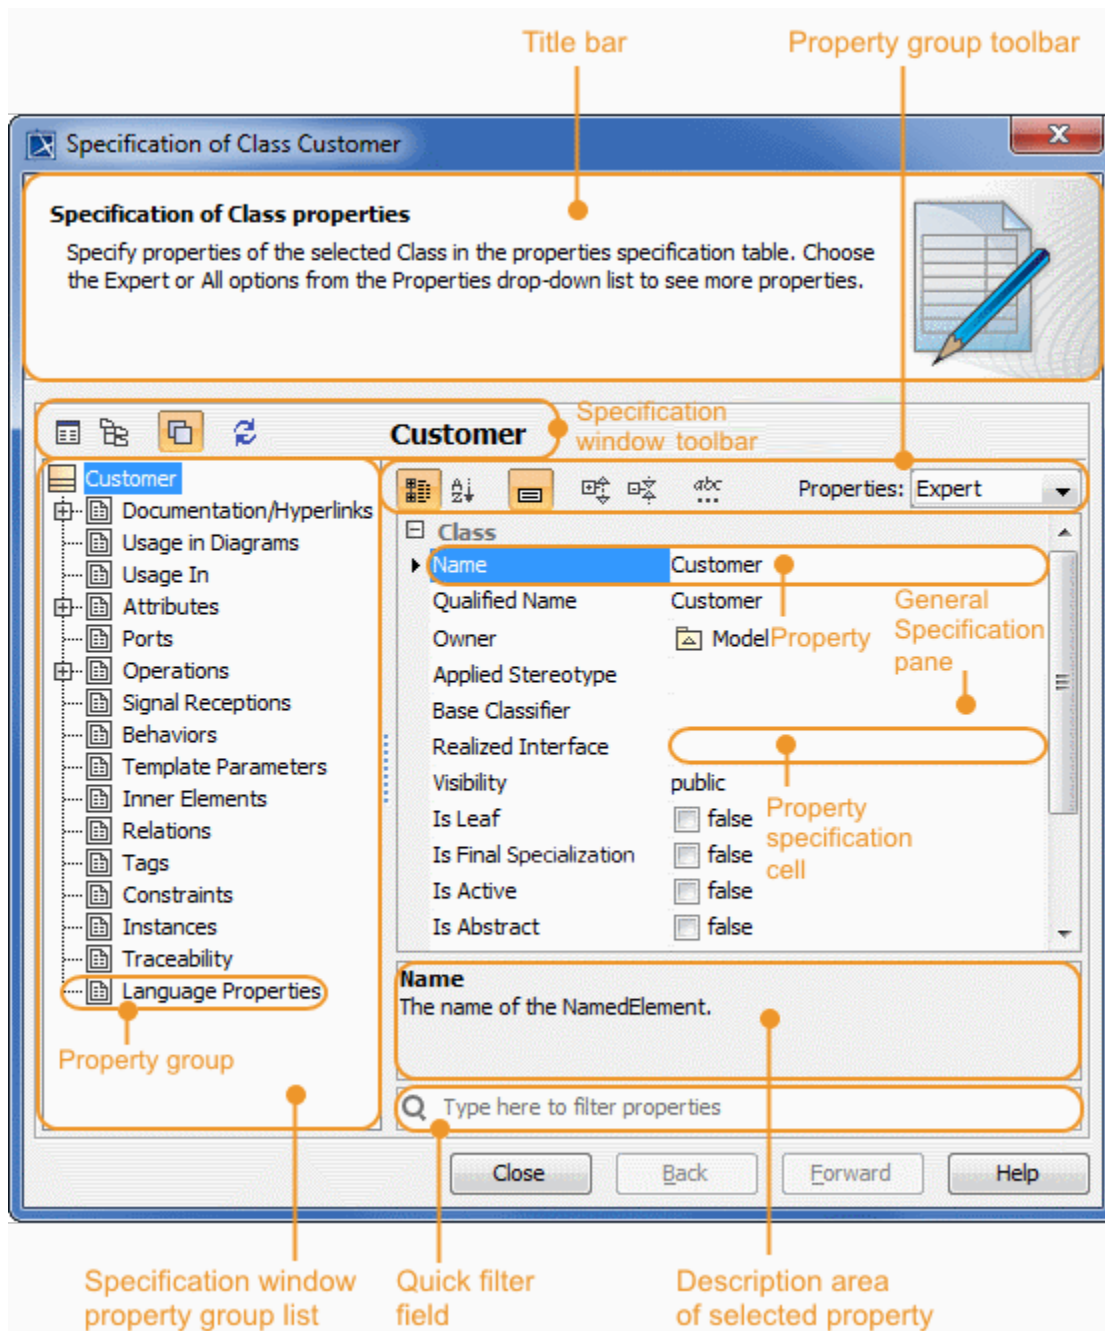 Title bar
Property group toolbar
Specification of Class Customer
Specification of Class properties
Specify properties of the selected Class in the properties specification table. Choose
the Expert or All options from the Properties drop-down list to see more properties.
Customer
Specification
window toolbar
Customer
Documentation/Hyperlinks
Usage in Diagrams
Usage In
Attributes
Ports
Operations
Signal Receptions
Behaviors
Template Parameters
Inner Elements
Relations
Tags
Constraints
Instances
Traceability
Language Properties
Property group
A
Z
abc
Properties: Expert
Class
Name Customer
Qualified Name Customer
Owner Model
Property
General
Specification
pane
Applied Stereotype
Base Classifier
Realized Interface
Visibility public
Is Leaf false
Is Final Specialization false
Is Active false
Is Abstract false
Property
specification
cell
Name
The name of the NamedElement.
Type here to filter properties
Close Back Forward Help
Specification window
property group list
Quick filter
field
Description area
of selected property